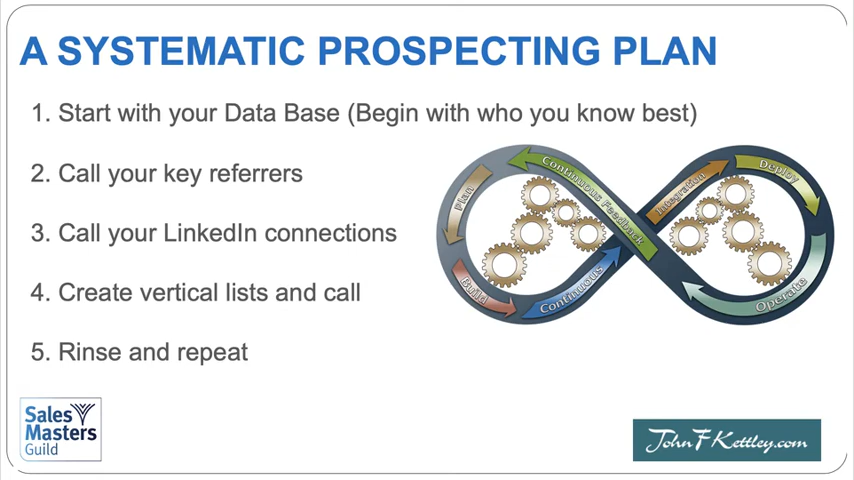 A SYSTEMATIC PROSPECTING PLAN
1. Start with your Data Base (Begin with who you know best)
2. Call your key referrers
3. Call your LinkedIn connections
4. Create vertical lists and call
5. Rinse and repeat
Continuous Feedback
Plan
Build
Continuous
Integration
Deploy
Operate
Sales
Masters
Guild
John F Kettley.com